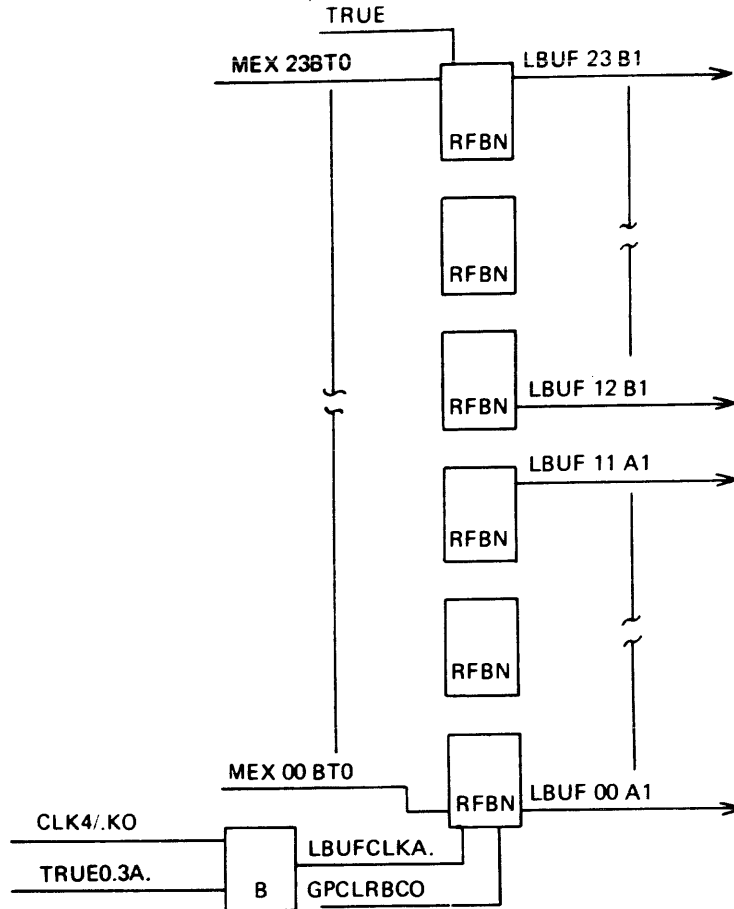 TRUE
MEX 23BT0
LBUF 23 B1
RFBN
RFBN
LBUF 12 B1
RFBN
LBUF 11 A1
RFBN
RFBN
MEX 00 BT0
RFBN
LBUF 00 A1
CLK4/.KO
LBUFCLKA.
TRUE0.3A.
B
GPCLRBCO